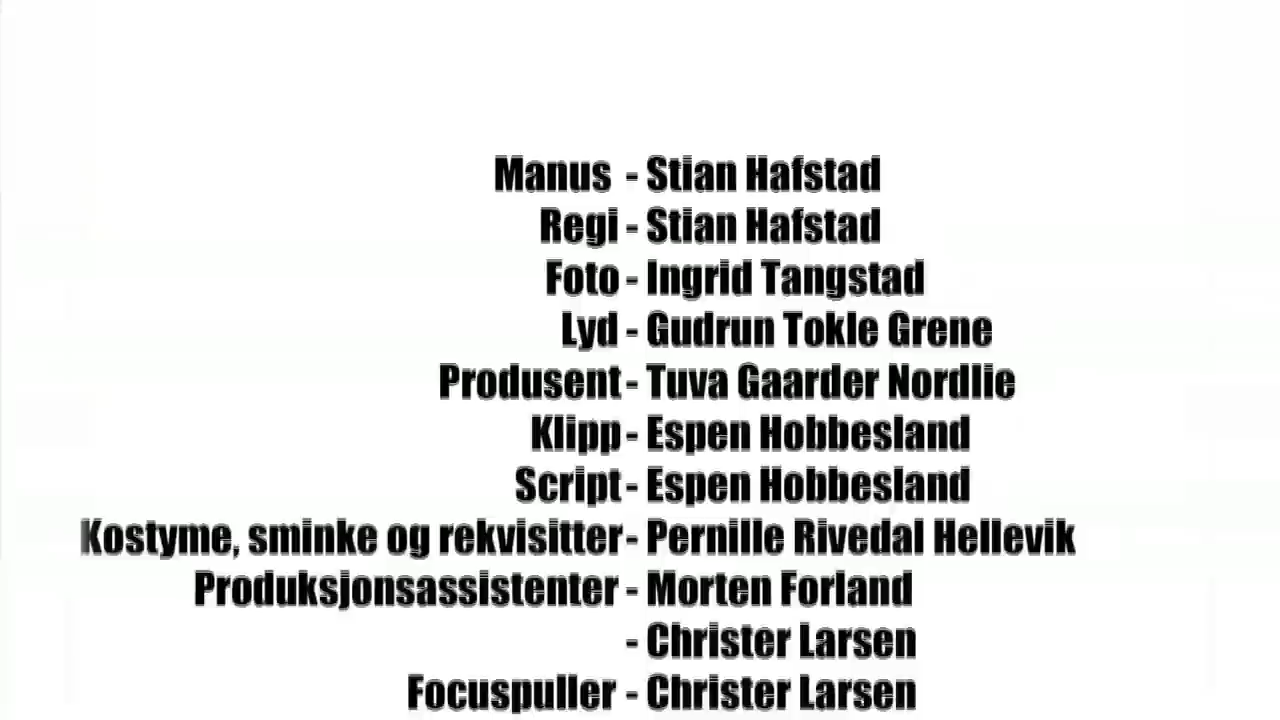 Manus - Stian Hafstad
Regi - Stian Hafstad
Foto - Ingrid Tangstad
Lyd - Gudrun Tokle Grene
Produsent - Tuva Gaarder Nordlie
Klipp - Espen Hobbesland
Script - Espen Hobbesland
Kostyme, sminke og rekvisitter - Pernille Rivedal Hellevik
Produksjonsassistenter - Morten Forland
- Christer Larsen
Focuspuller - Christer Larsen